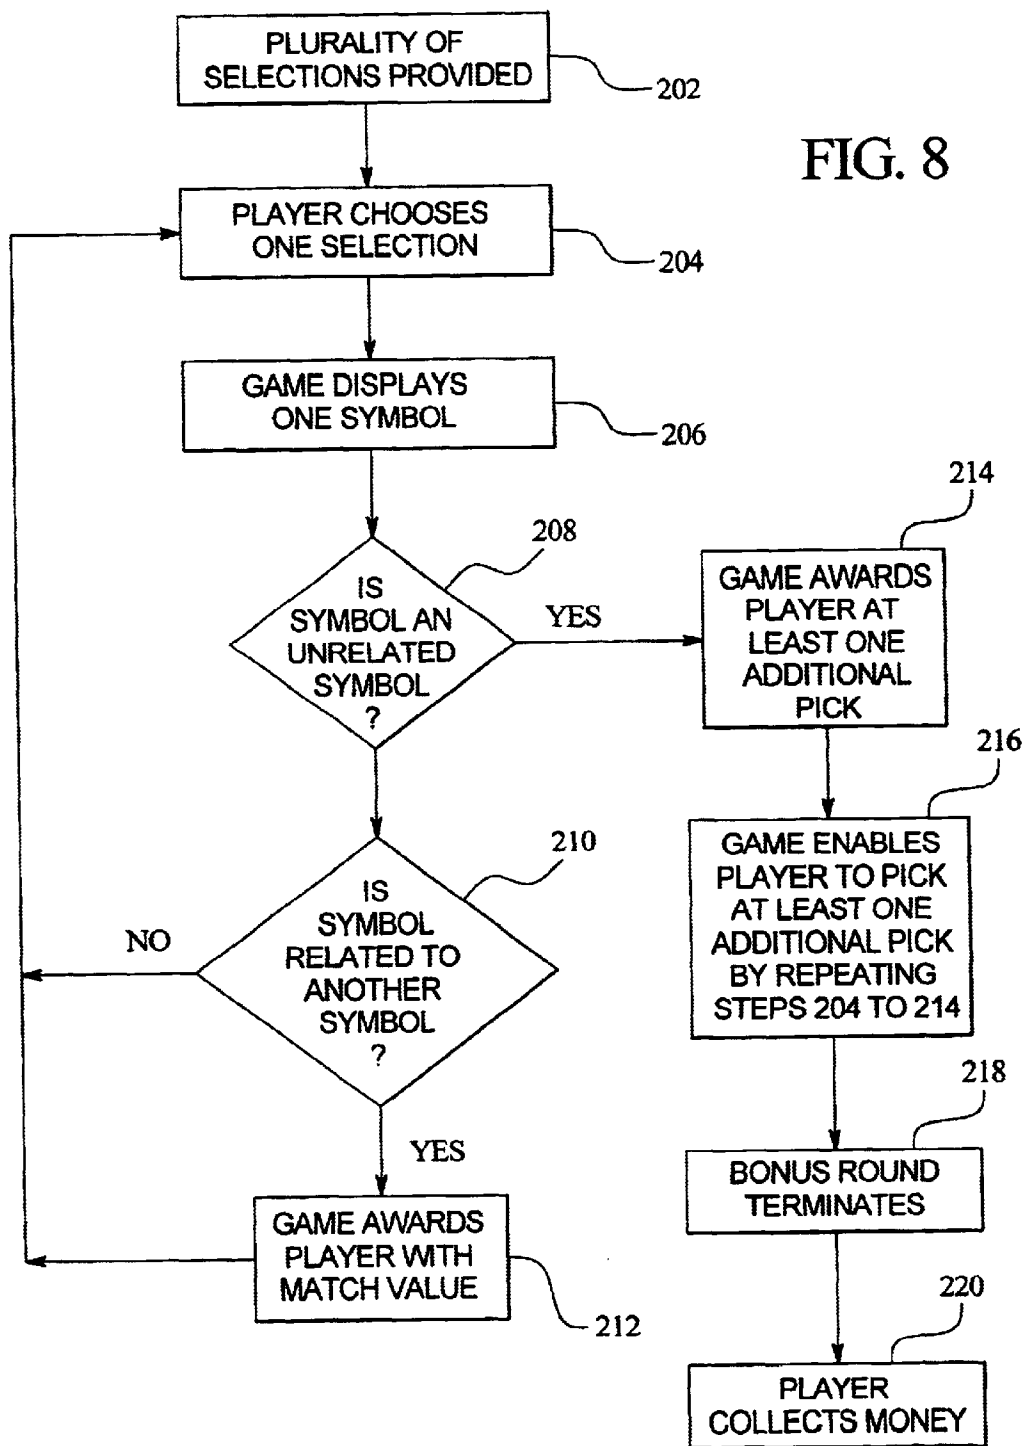 PLURALITY OF
SELECTIONS PROVIDED
202
FIG. 8
PLAYER CHOOSES
ONE SELECTION
204
GAME DISPLAYS
ONE SYMBOL
206
208
IS
SYMBOL AN
UNRELATED
SYMBOL
?
YES
214
GAME AWARDS
PLAYER AT
LEAST ONE
ADDITIONAL
PICK
210
IS
SYMBOL
RELATED TO
ANOTHER
SYMBOL
?
NO
216
GAME ENABLES
PLAYER TO PICK
AT LEAST ONE
ADDITIONAL PICK
BY REPEATING
STEPS 204 TO 214
YES
GAME AWARDS
PLAYER WITH
MATCH VALUE
212
218
BONUS ROUND
TERMINATES
220
PLAYER
COLLECTS MONEY